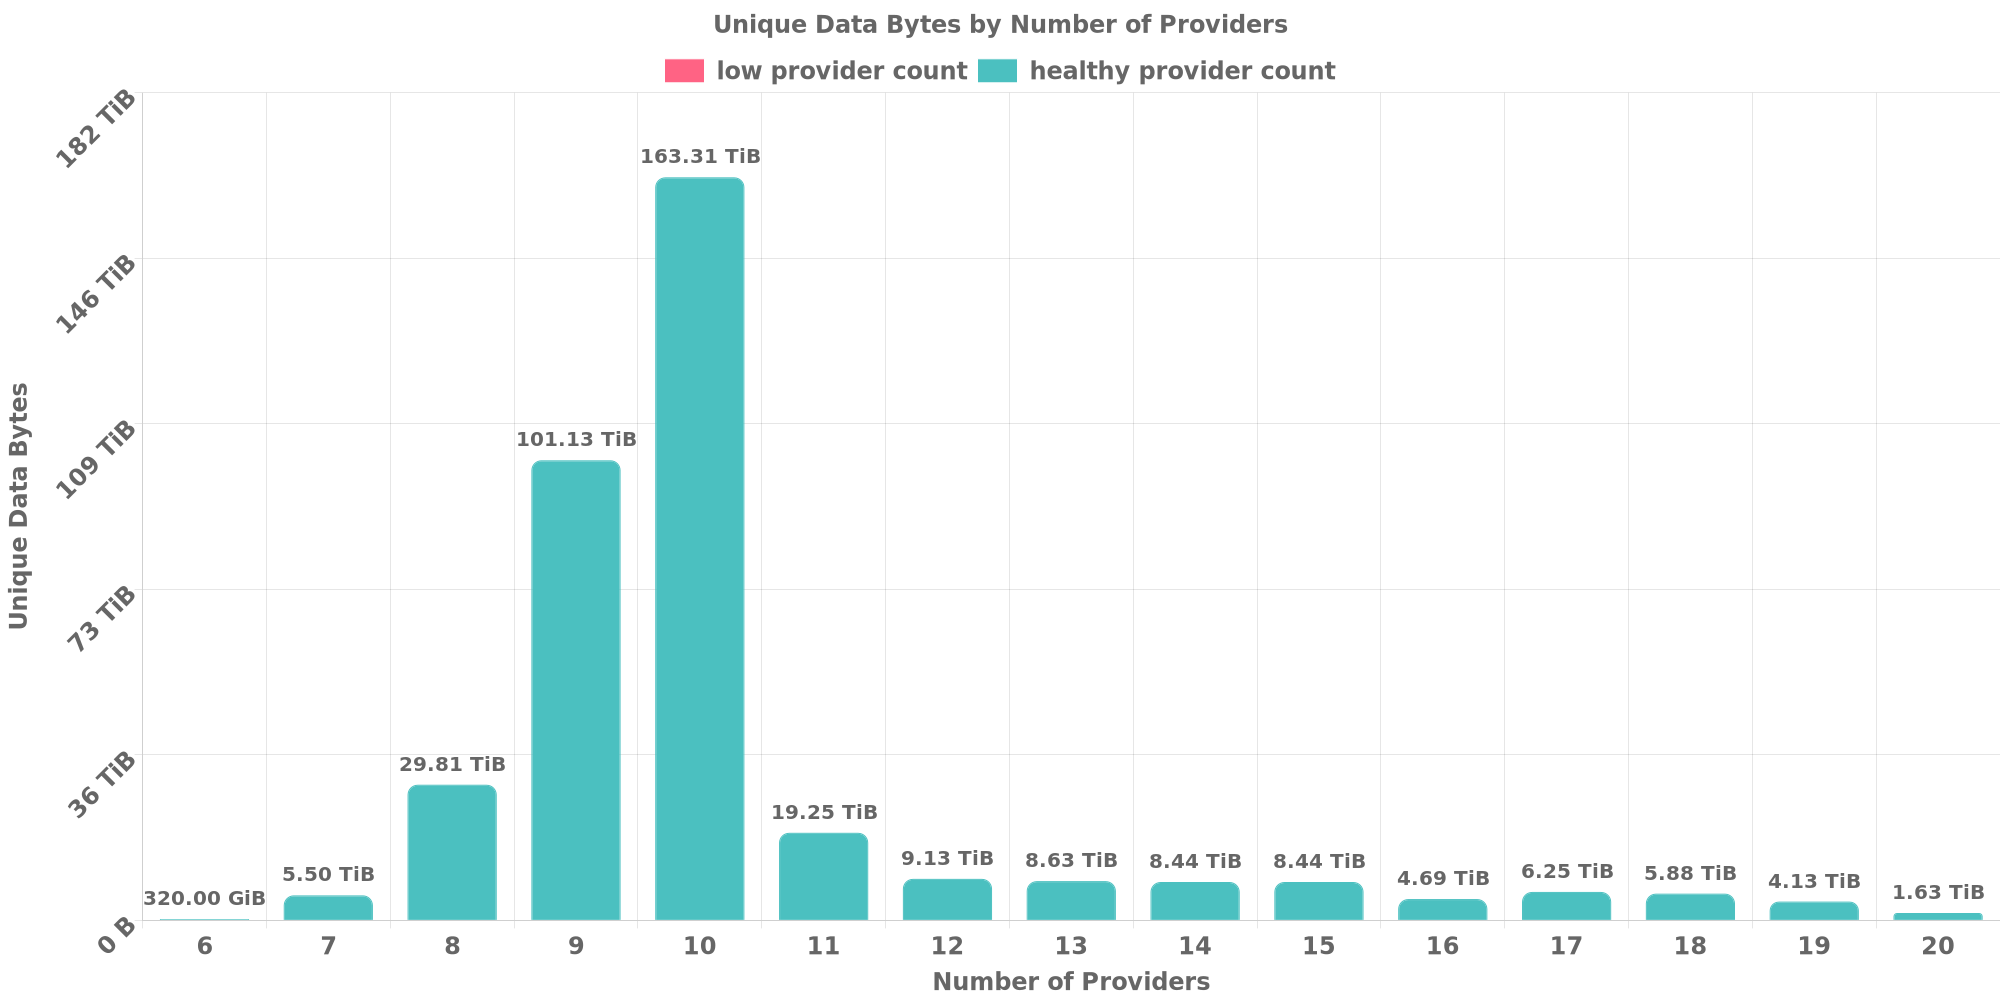 Unique Data Bytes by Number of Providers
low provider count healthy provider count
182 TiB
146 TiB
109 TiB
73 TiB
36 TiB
0 B
Unique Data Bytes
320.00 GiB
5.50 TiB
29.81 TiB
101.13 TiB
163.31 TiB
19.25 TiB
9.13 TiB
8.63 TiB
8.44 TiB
8.44 TiB
4.69 TiB
6.25 TiB
5.88 TiB
4.13 TiB
1.63 TiB
6 7 8 9 10 11 12 13 14 15 16 17 18 19 20
Number of Providers